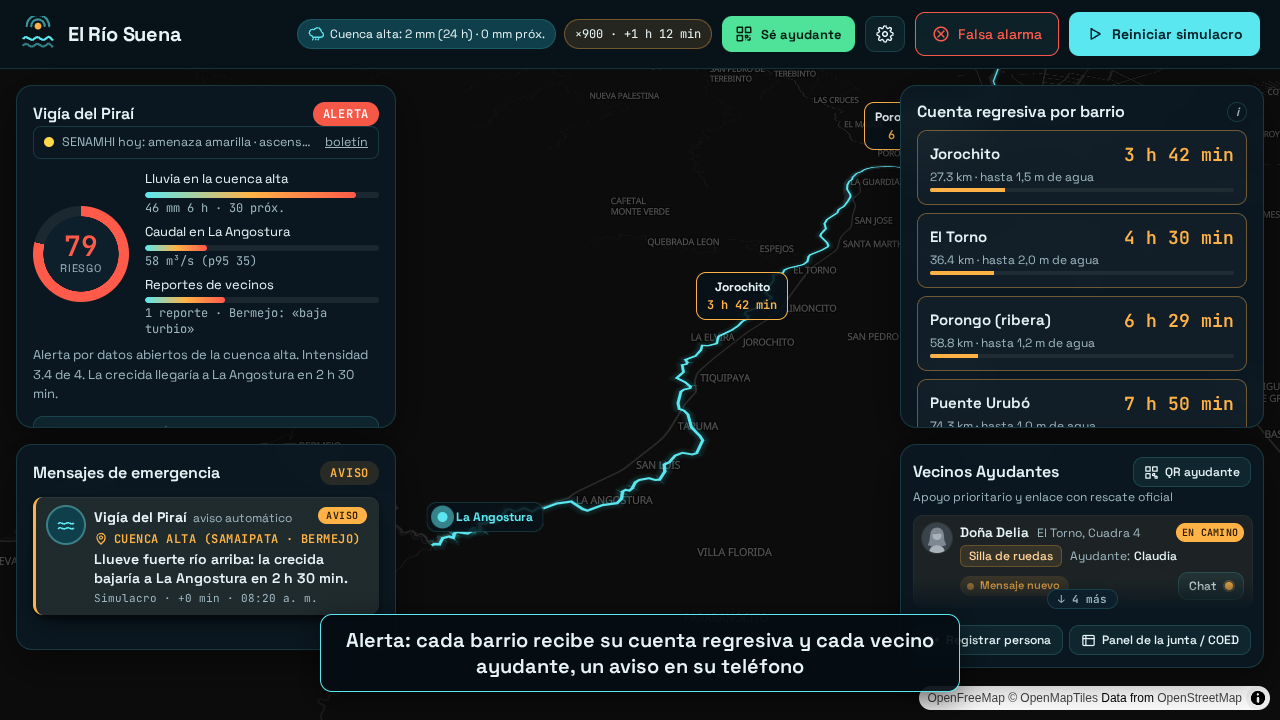 El Río Suena
Cuenca alta: 2 mm (24 h) · 0 mm próx.
×900 · +1 h 12 min
Sé ayudante
Falsa alarma
Reiniciar simulacro
Vigía del Piraí
ALERTA
SENAMHI hoy: amenaza amarilla · ascens...
boletín
79
RIESGO
Lluvia en la cuenca alta
46 mm 6 h · 30 próx.
Caudal en La Angostura
58 m³/s (p95 35)
Reportes de vecinos
1 reporte · Bermejo: «baja
turbio»
Alerta por datos abiertos de la cuenca alta. Intensidad
3.4 de 4. La crecida llegaría a La Angostura en 2 h 30
min.
Mensajes de emergencia
AVISO
Vigía del Piraí aviso automático
AVISO
CUENCA ALTA (SAMAIPATA · BERMEJO)
Llueve fuerte río arriba: la crecida
bajaría a La Angostura en 2 h 30 min.
Simulacro · +0 min · 08:20 a. m.
TEREBINTO
TEREBINTO
NUEVA PALESTINA
LAS CRUCES
Poro
6
LA GUARDIA
CAFETAL
MONTE VERDE
SAN JOSE
QUEBRADA LEON
ESPEJOS
EL TORNO
Jorochito
3 h 42 min
LIMONCITO
LA ELVIRA
JOROCHITO
SAN PEDRO
TIQUIPAYA
TARUMA
SAN LUIS
LA ANGOSTURA
La Angostura
VILLA FLORIDA
Cuenta regresiva por barrio
i
Jorochito
3 h 42 min
27.3 km · hasta 1,5 m de agua
El Torno
4 h 30 min
36.4 km · hasta 2,0 m de agua
Porongo (ribera)
6 h 29 min
58.8 km · hasta 1,2 m de agua
Puente Urubó
7 h 50 min
74.3 km · hasta 1,0 m de agua
Vecinos Ayudantes
QR ayudante
Apoyo prioritario y enlace con rescate oficial
Doña Delia El Torno, Cuadra 4
EN CAMINO
Silla de ruedas
Ayudante: Claudia
Mensaje nuevo
Chat
↓ 4 más
Registrar persona
Panel de la junta / COED
Alerta: cada barrio recibe su cuenta regresiva y cada vecino
ayudante, un aviso en su teléfono
OpenFreeMap © OpenMapTiles Data from OpenStreetMap